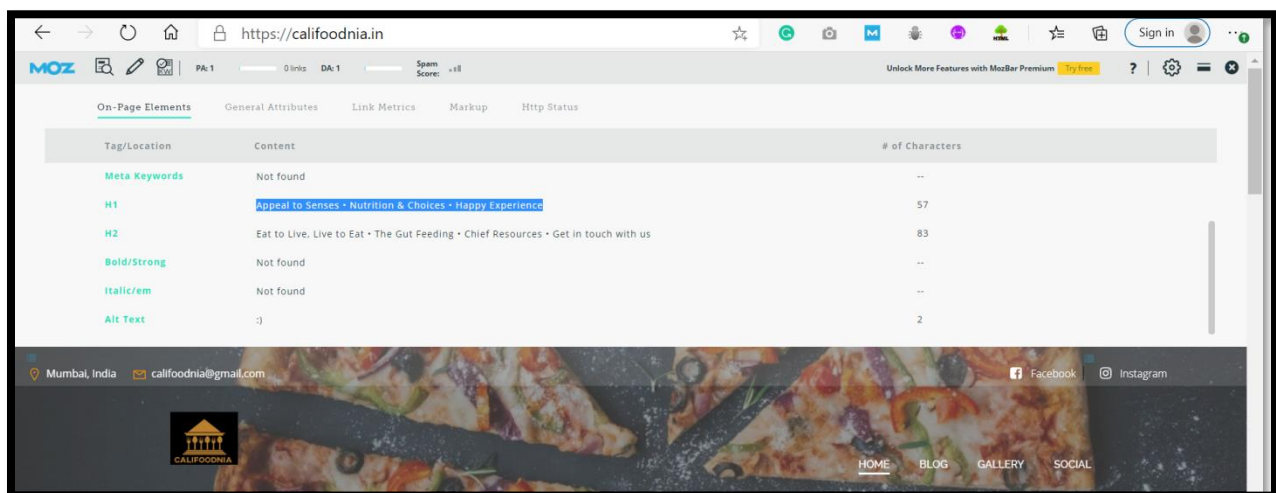 https://califoodnia.in
Sign in
MOZ PA: 1 0 links DA: 1 Spam Score: Unlock More Features with MozBar Premium Try free ?
On-Page Elements General Attributes Link Metrics Markup Http Status
Tag/Location Content # of Characters
Meta Keywords Not found --
H1 Appeal to Senses • Nutrition & Choices • Happy Experience 57
H2 Eat to Live, Live to Eat • The Gut Feeding • Chief Resources • Get in touch with us 83
Bold/Strong Not found --
Italic/em Not found --
Alt Text :) 2
Mumbai, India califoodnia@gmail.com Facebook Instagram
CALIFOODNIA
HOME BLOG GALLERY SOCIAL